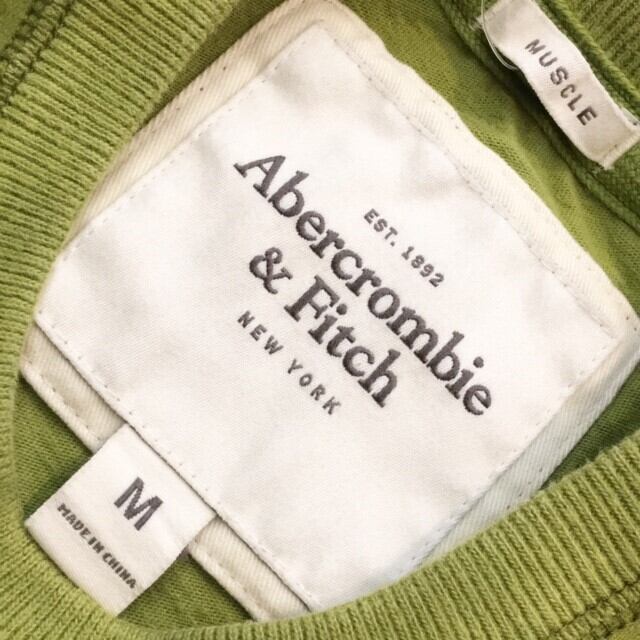 MUSCLE
EST. 1892
Abercrombie
& Fitch
NEW YORK
M
MADE IN CHINA